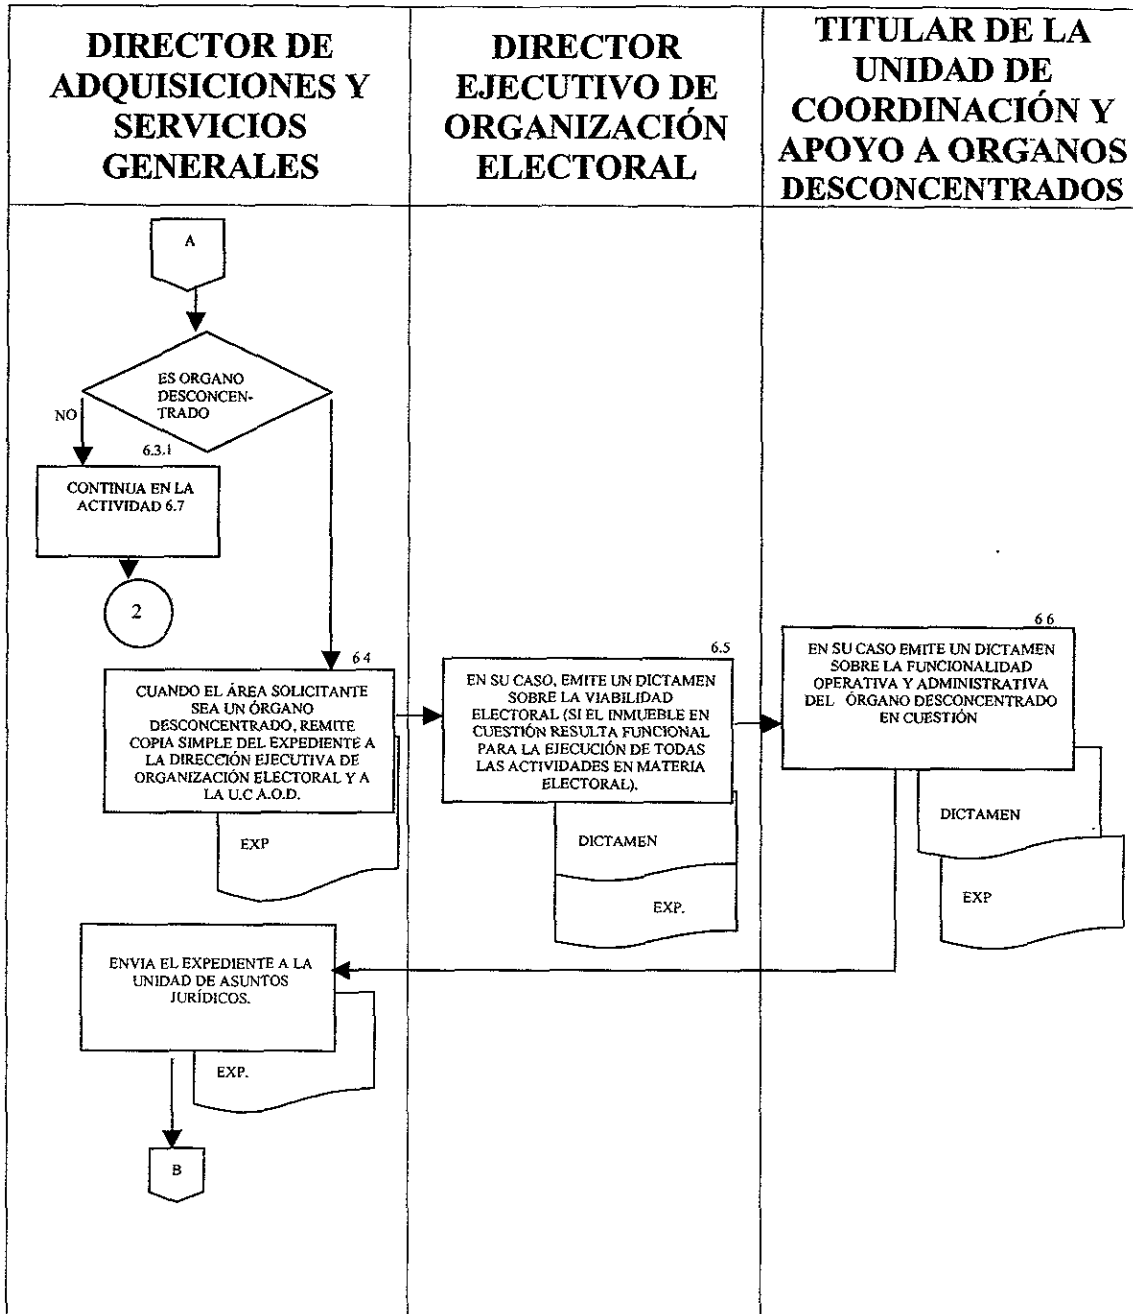 DIRECTOR DE
ADQUISICIONES Y
SERVICIOS
GENERALES
DIRECTOR
EJECUTIVO DE
ORGANIZACIÓN
ELECTORAL
TITULAR DE LA
UNIDAD DE
COORDINACIÓN Y
APOYO A ORGANOS
DESCONCENTRADOS
A
ES ORGANO
DESCONCEN-
TRADO
NO
6.3.1
CONTINUA EN LA
ACTIVIDAD 6.7
2
6 4
CUANDO EL ÁREA SOLICITANTE
SEA UN ÓRGANO
DESCONCENTRADO, REMITE
COPIA SIMPLE DEL EXPEDIENTE A
LA DIRECCIÓN EJECUTIVA DE
ORGANIZACIÓN ELECTORAL Y A
LA U.C A.O.D.
EXP
6.5
EN SU CASO, EMITE UN DICTAMEN
SOBRE LA VIABILIDAD
ELECTORAL (SI EL INMUEBLE EN
CUESTIÓN RESULTA FUNCIONAL
PARA LA EJECUCIÓN DE TODAS
LAS ACTIVIDADES EN MATERIA
ELECTORAL).
DICTAMEN
EXP.
6 6
EN SU CASO EMITE UN DICTAMEN
SOBRE LA FUNCIONALIDAD
OPERATIVA Y ADMINISTRATIVA
DEL ÓRGANO DESCONCENTRADO
EN CUESTIÓN
DICTAMEN
EXP
ENVIA EL EXPEDIENTE A LA
UNIDAD DE ASUNTOS
JURÍDICOS.
EXP.
B